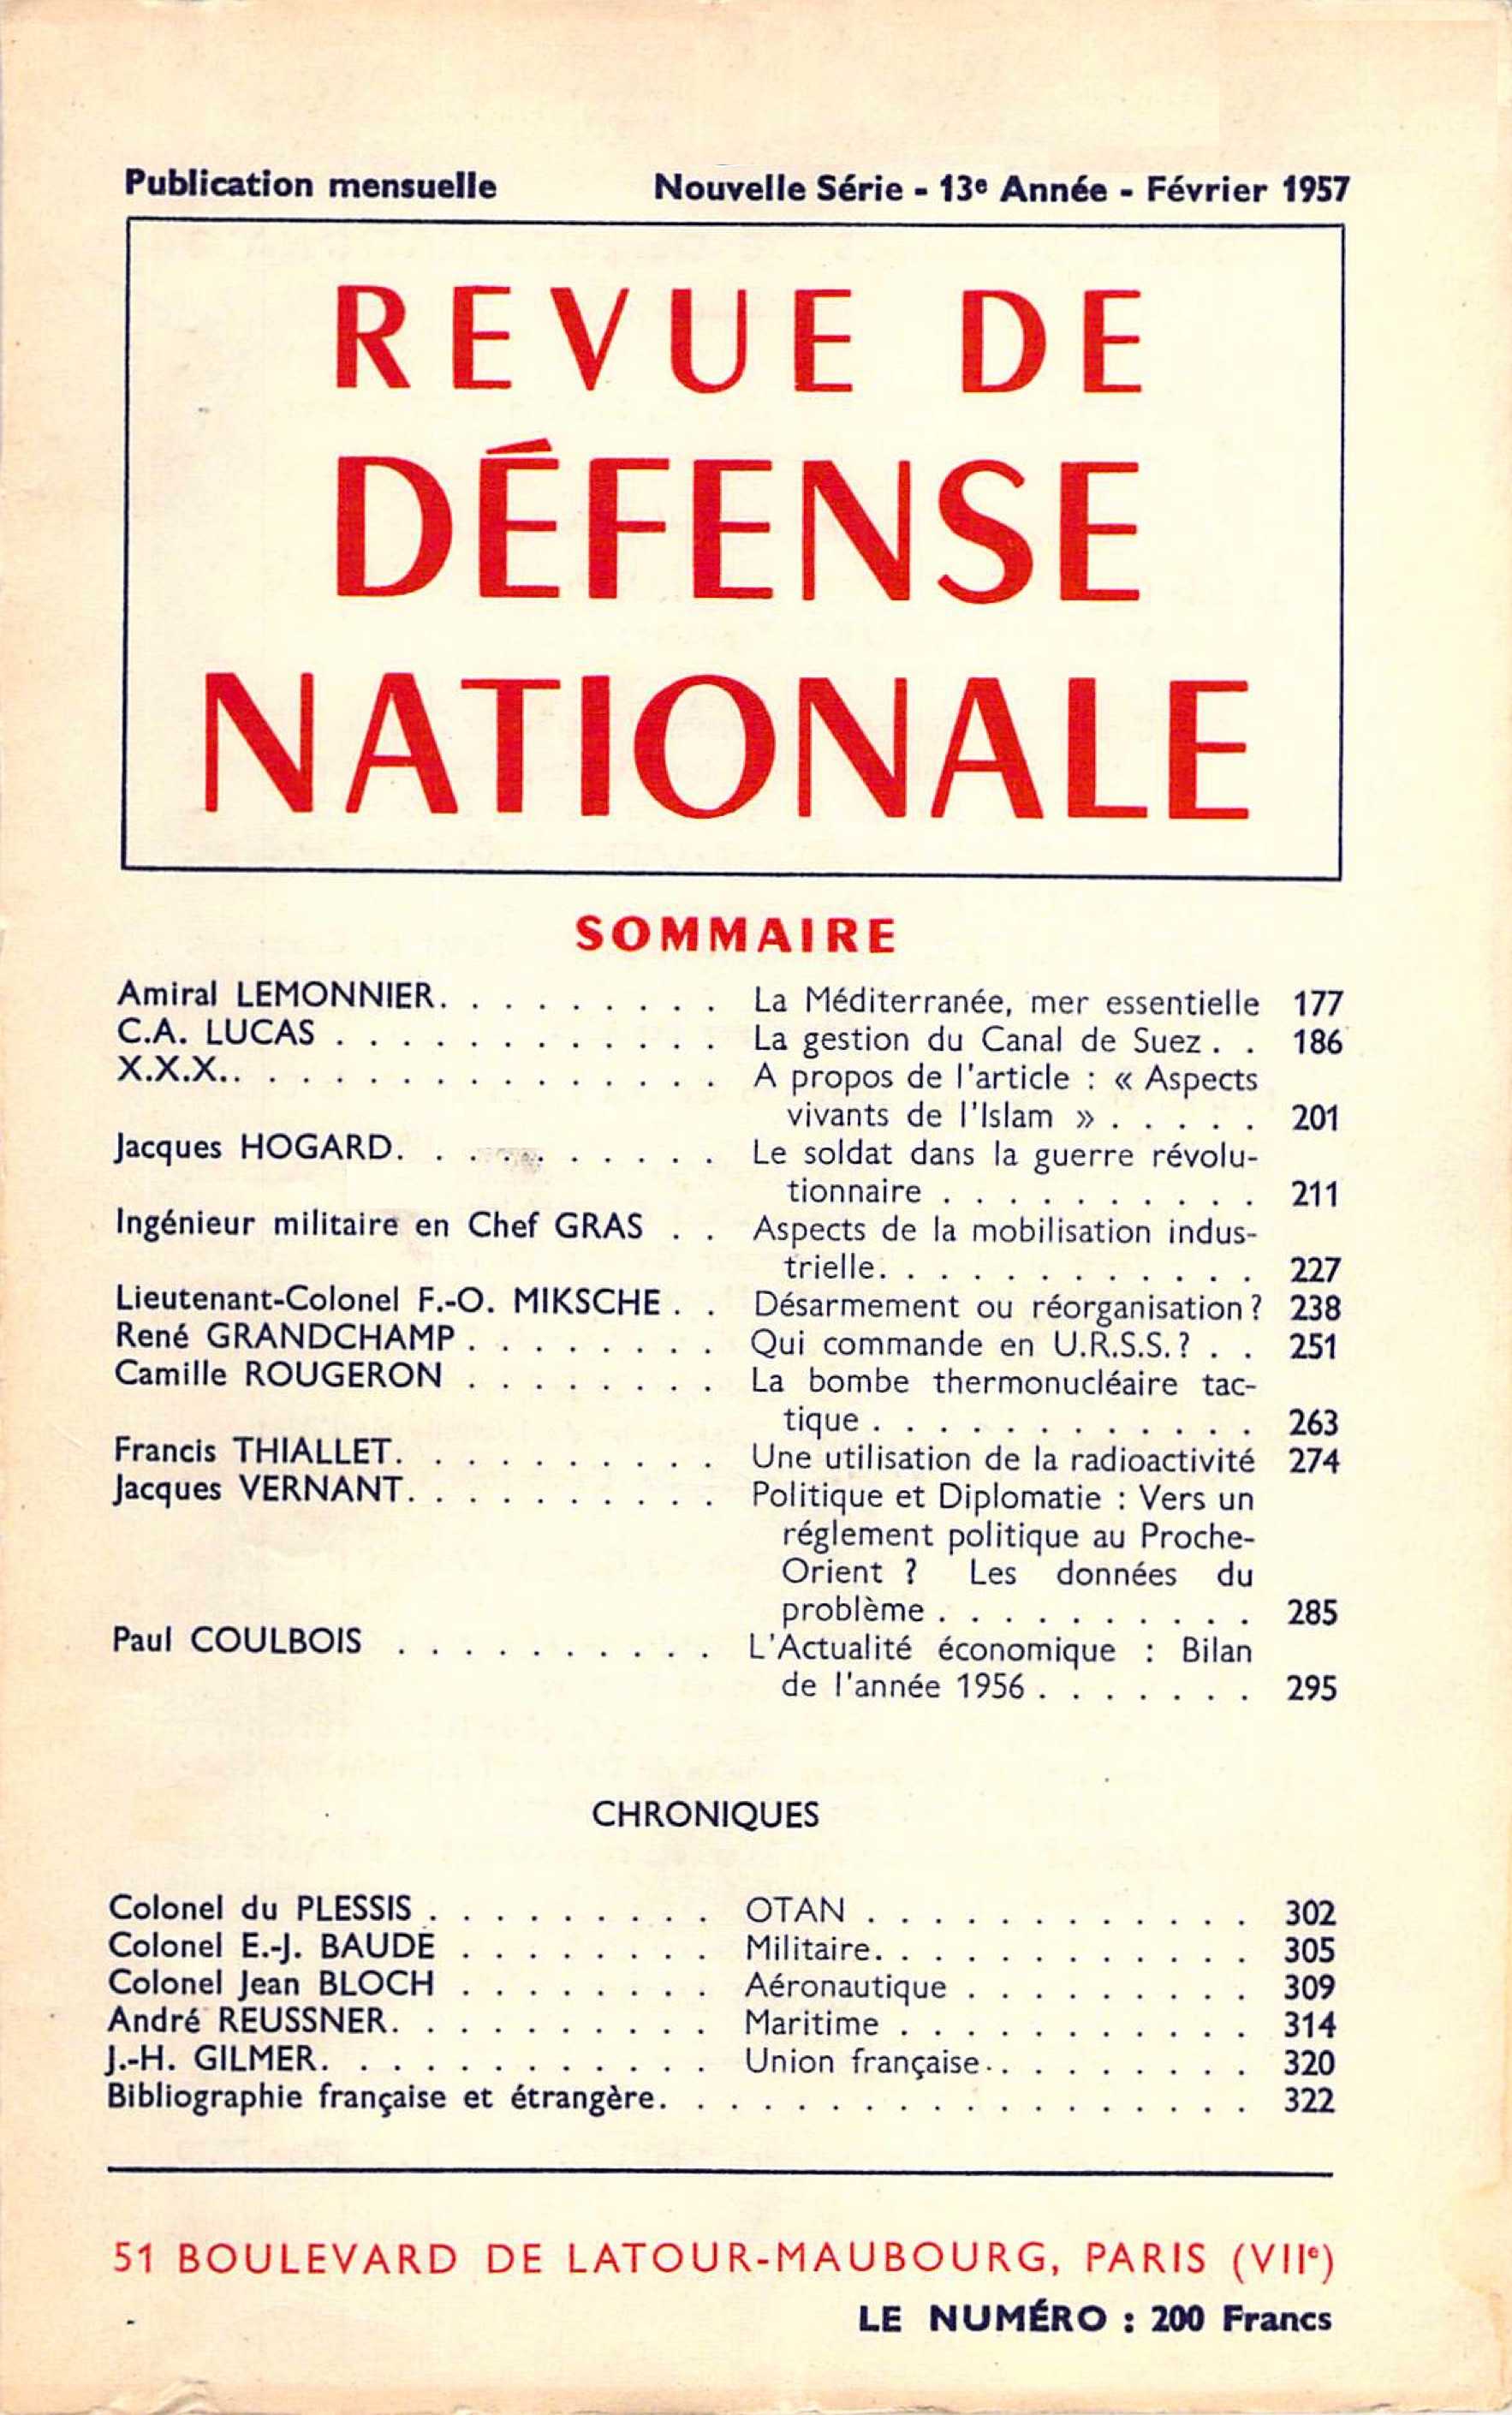 Publication mensuelle Nouvelle Série - 13e Année - Février 1957
REVUE DE
DÉFENSE
NATIONALE
SOMMAIRE
Amiral LEMONNIER. . . . . . . . . La Méditerranée, mer essentielle 177
C.A. LUCAS . . . . . . . . . . . . La gestion du Canal de Suez . . 186
X.X.X. . . . . . . . . . . . . . . . A propos de l'article : « Aspects
vivants de l'Islam » . . . . . 201
Jacques HOGARD. . . . . . . . . . Le soldat dans la guerre révolu-
tionnaire . . . . . . . . . . 211
Ingénieur militaire en Chef GRAS . . Aspects de la mobilisation indus-
trielle. . . . . . . . . . . . 227
Lieutenant-Colonel F.-O. MIKSCHE . . Désarmement ou réorganisation ? 238
René GRANDCHAMP . . . . . . . . Qui commande en U.R.S.S. ? . . 251
Camille ROUGERON . . . . . . . . La bombe thermonucléaire tac-
tique . . . . . . . . . . . . 263
Francis THIALLET. . . . . . . . . . Une utilisation de la radioactivité 274
Jacques VERNANT. . . . . . . . . . Politique et Diplomatie : Vers un
réglement politique au Proche-
Orient ? Les données du
problème . . . . . . . . . . 285
Paul COULBOIS . . . . . . . . . . L'Actualité économique : Bilan
de l'année 1956 . . . . . . . 295
CHRONIQUES
Colonel du PLESSIS . . . . . . . . . OTAN . . . . . . . . . . . . 302
Colonel E.-J. BAUDE . . . . . . . . Militaire. . . . . . . . . . . . 305
Colonel Jean BLOCH . . . . . . . . Aéronautique . . . . . . . . . 309
André REUSSNER. . . . . . . . . . Maritime . . . . . . . . . . . 314
J.-H. GILMER. . . . . . . . . . . . Union française . . . . . . . . . 320
Bibliographie française et étrangère. . . . . . . . . . . . . . . . . . 322
51 BOULEVARD DE LATOUR-MAUBOURG, PARIS (VIIe)
LE NUMÉRO : 200 Francs